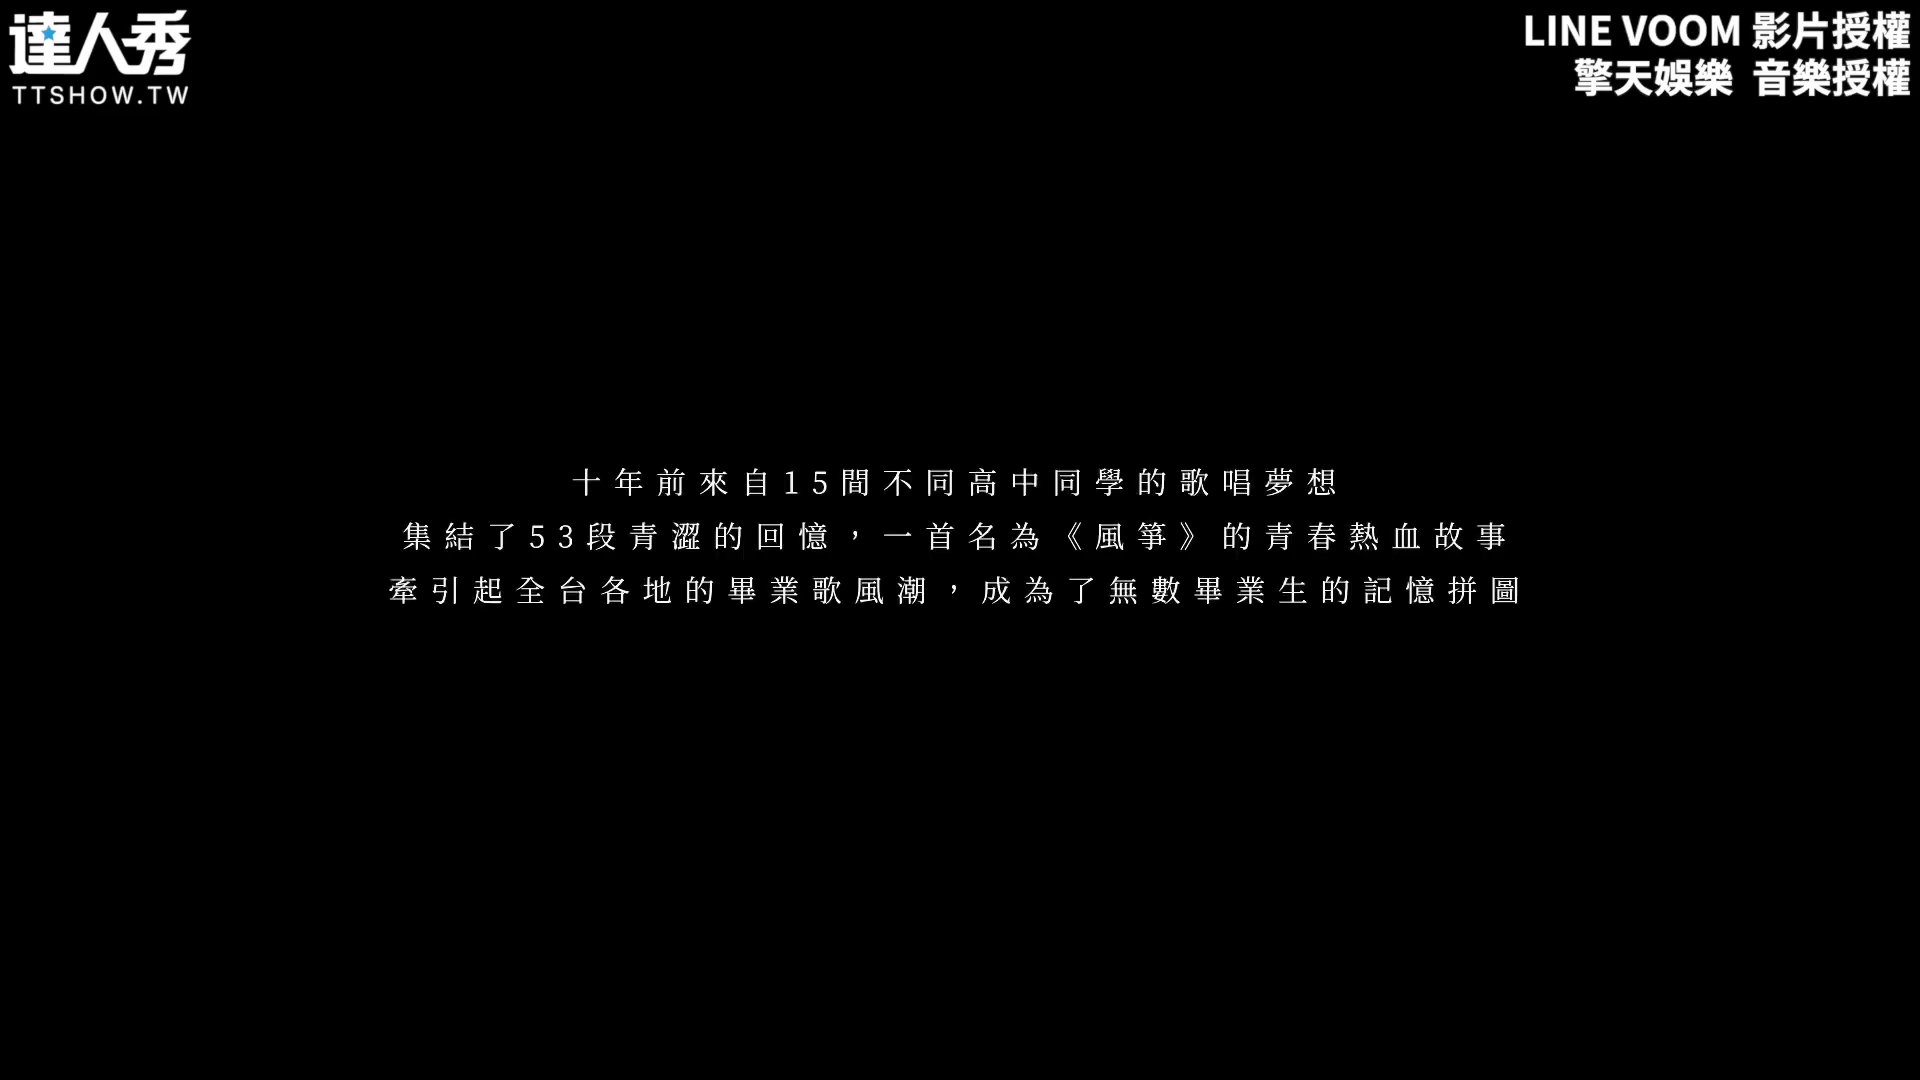 達人秀
TTSHOW.TW
LINE VOOM 影片授權
擎天娛樂 音樂授權
十年前來自15間不同高中同學的歌唱夢想
集結了53段青澀的回憶，一首名為《風箏》的青春熱血故事
牽引起全台各地的畢業歌風潮，成為了無數畢業生的記憶拼圖